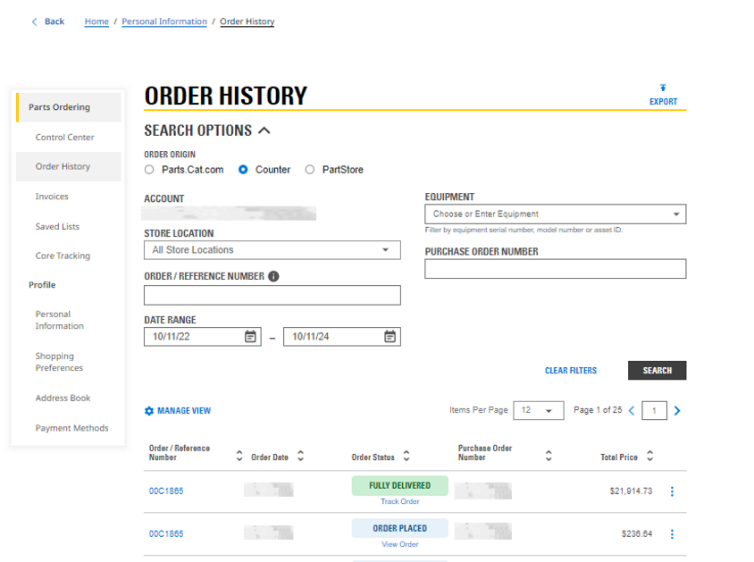 Back Home / Personal Information / Order History
ORDER HISTORY
EXPORT
Parts Ordering
Control Center
Order History
Invoices
Saved Lists
Core Tracking
Profile
Personal
Information
Shopping
Preferences
Address Book
Payment Methods
SEARCH OPTIONS
ORDER ORIGIN
Parts.Cat.com Counter PartStore
ACCOUNT
STORE LOCATION
All Store Locations
ORDER / REFERENCE NUMBER
DATE RANGE
10/11/22 – 10/11/24
EQUIPMENT
Choose or Enter Equipment
Filter by equipment serial number, model number or asset ID.
PURCHASE ORDER NUMBER
CLEAR FILTERS SEARCH
MANAGE VIEW Items Per Page 12 Page 1 of 25 1
Order / Reference
Number
Order Date
Order Status
Purchase Order
Number
Total Price
00C1865 FULLY DELIVERED $21,914.73
Track Order
00C1865 ORDER PLACED $236.64
View Order